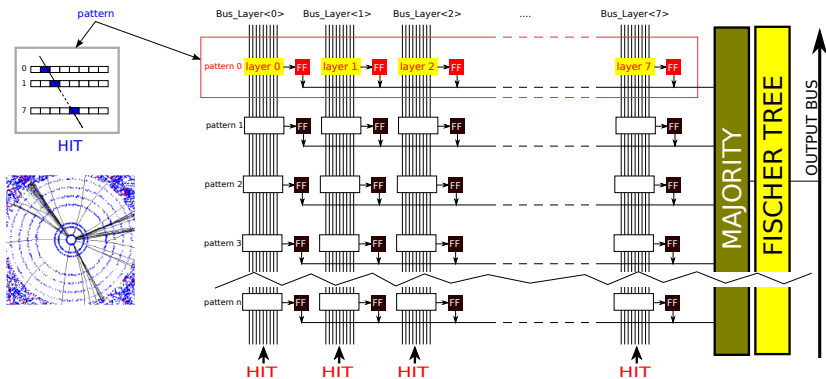 Bus_Layer<0> Bus_Layer<1> Bus_Layer<2> .... Bus_Layer<7>
pattern
0
1
7
HIT
pattern 0 layer 0 FF layer 1 FF layer 2 FF layer 7 FF
pattern 1 FF FF FF FF
pattern 2 FF FF FF FF
pattern 3 FF FF FF FF
pattern n FF FF FF FF
HIT HIT HIT HIT
MAJORITY
FISCHER TREE
OUTPUT BUS